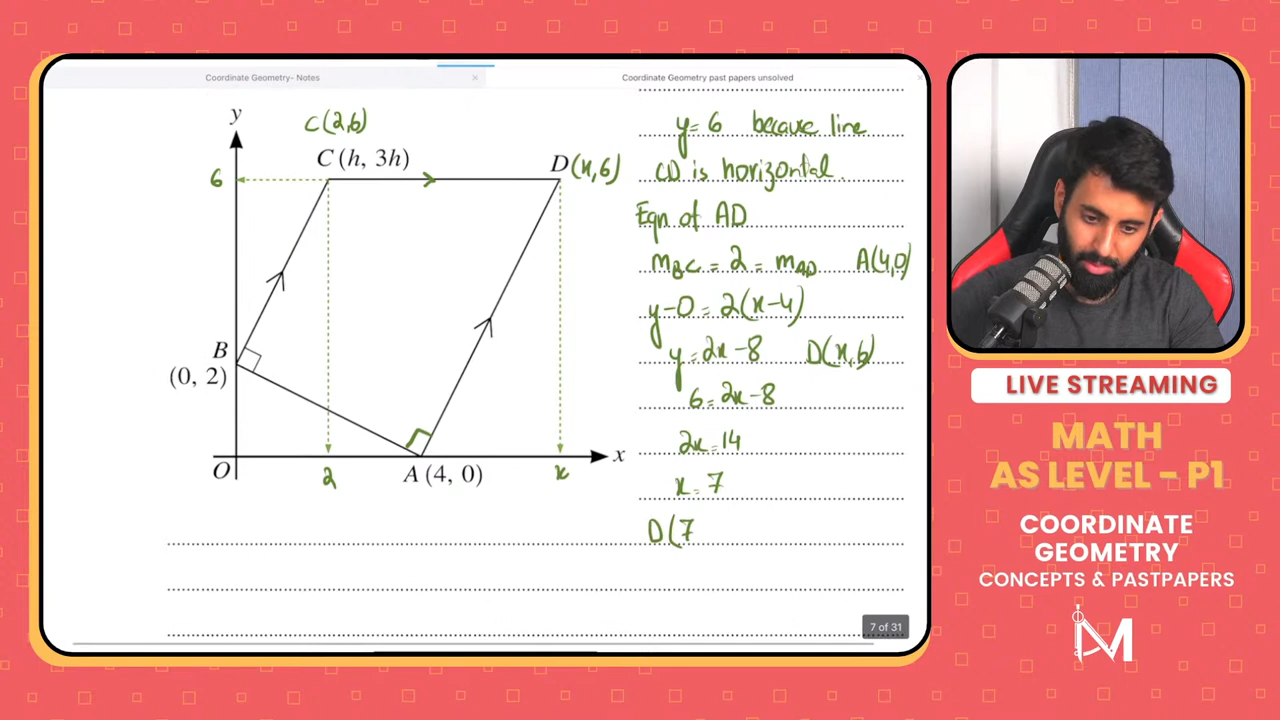 Coordinate Geometry- Notes
×
Coordinate Geometry past papers unsolved
×
y
C(2,6)
C (h, 3h)
D(x,6)
6
B
(0, 2)
O
2
A (4, 0)
x
x
y=6 because line
CD is horizontal.
Eqn of AD
mBC = 2 = mAD A(4,0)
y-0=2(x-4)
y=2x-8 D(x,6)
6=2x-8
2x=14
x=7
D(7
7 of 31
LIVE STREAMING
MATH
AS LEVEL - P1
COORDINATE
GEOMETRY
CONCEPTS & PASTPAPERS
M